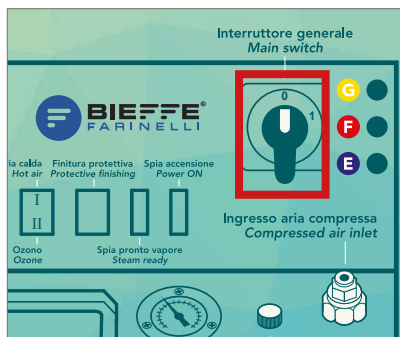 Interruttore generale
Main switch
0
1
G
F
E
BIEFFE®
FARINELLI
ria calda
Hot air
Finitura protettiva
Protective finishing
Spia accensione
Power ON
I
II
Ozono
Ozone
Spia pronto vapore
Steam ready
Ingresso aria compressa
Compressed air inlet